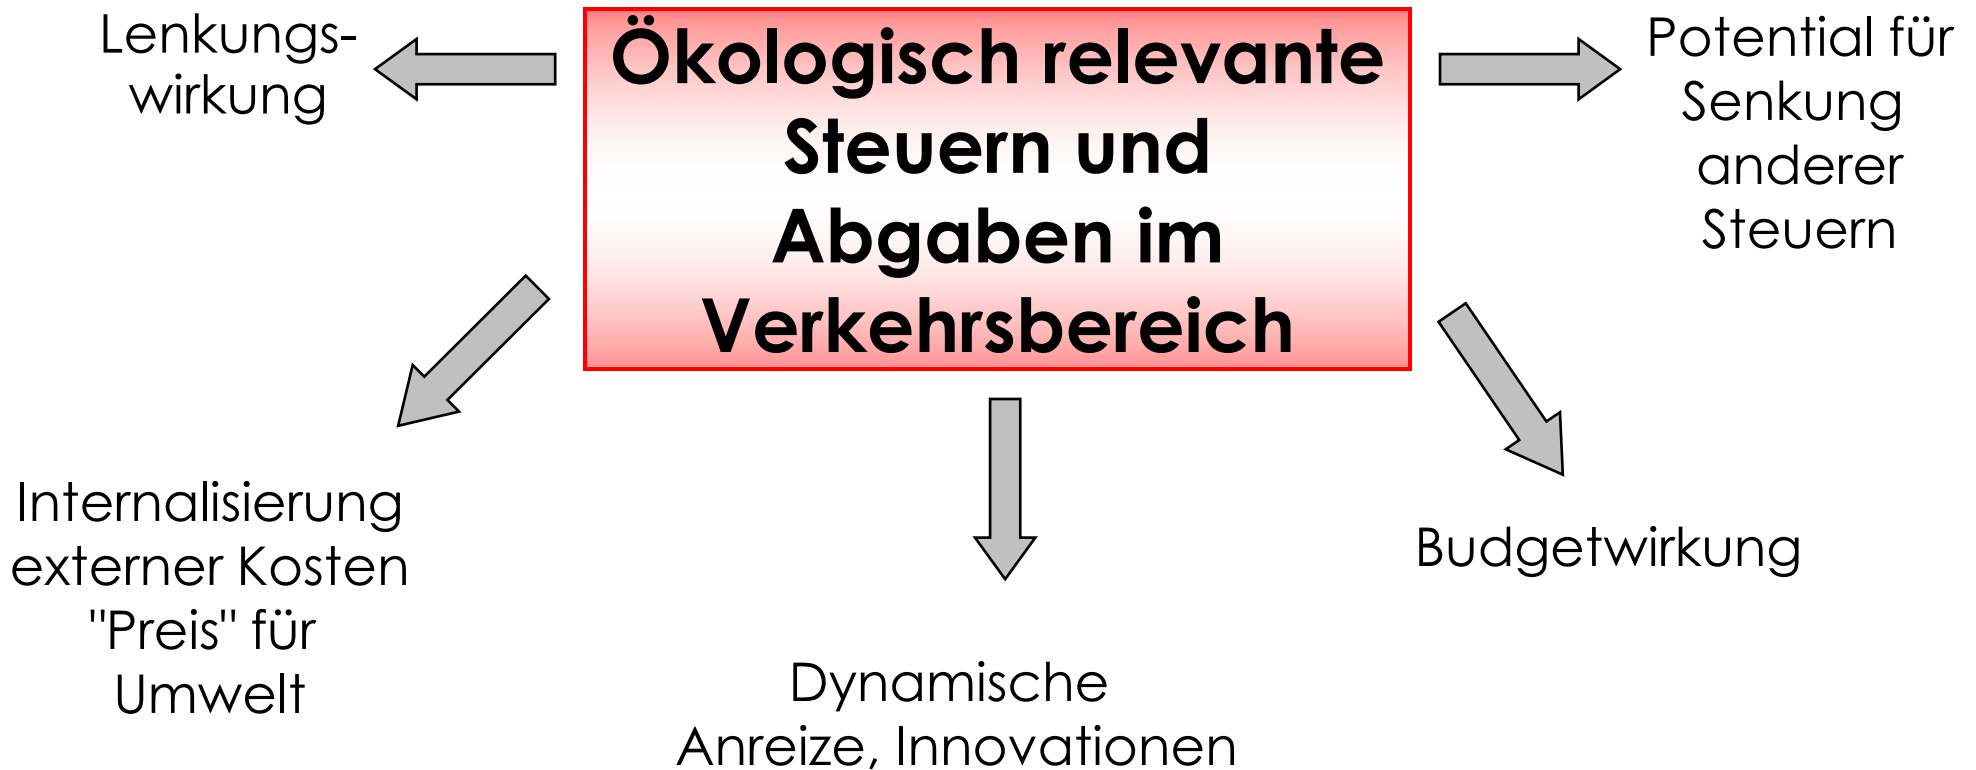 Ökologisch relevante
Steuern und
Abgaben im
Verkehrsbereich
Lenkungs-
wirkung
Potential für
Senkung
anderer
Steuern
Internalisierung
externer Kosten
"Preis" für
Umwelt
Dynamische
Anreize, Innovationen
Budgetwirkung